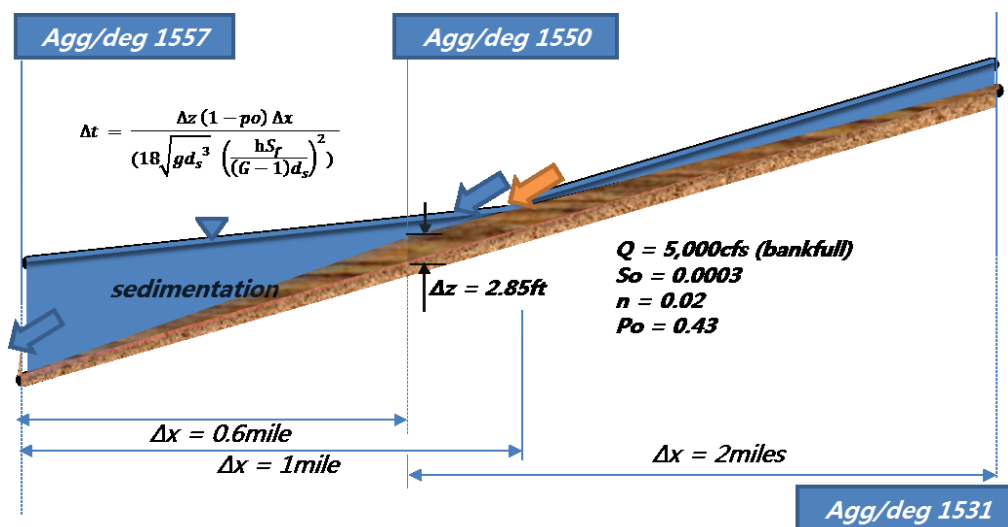 Agg/deg 1557
Agg/deg 1550
Δt = Δz (1 − po) Δx / (18√gdₛ³ (hS_f / (G − 1)dₛ)²)
sedimentation
Δz = 2.85ft
Q = 5,000cfs (bankfull)
So = 0.0003
n = 0.02
Po = 0.43
Δx = 0.6mile
Δx = 1mile
Δx = 2miles
Agg/deg 1531